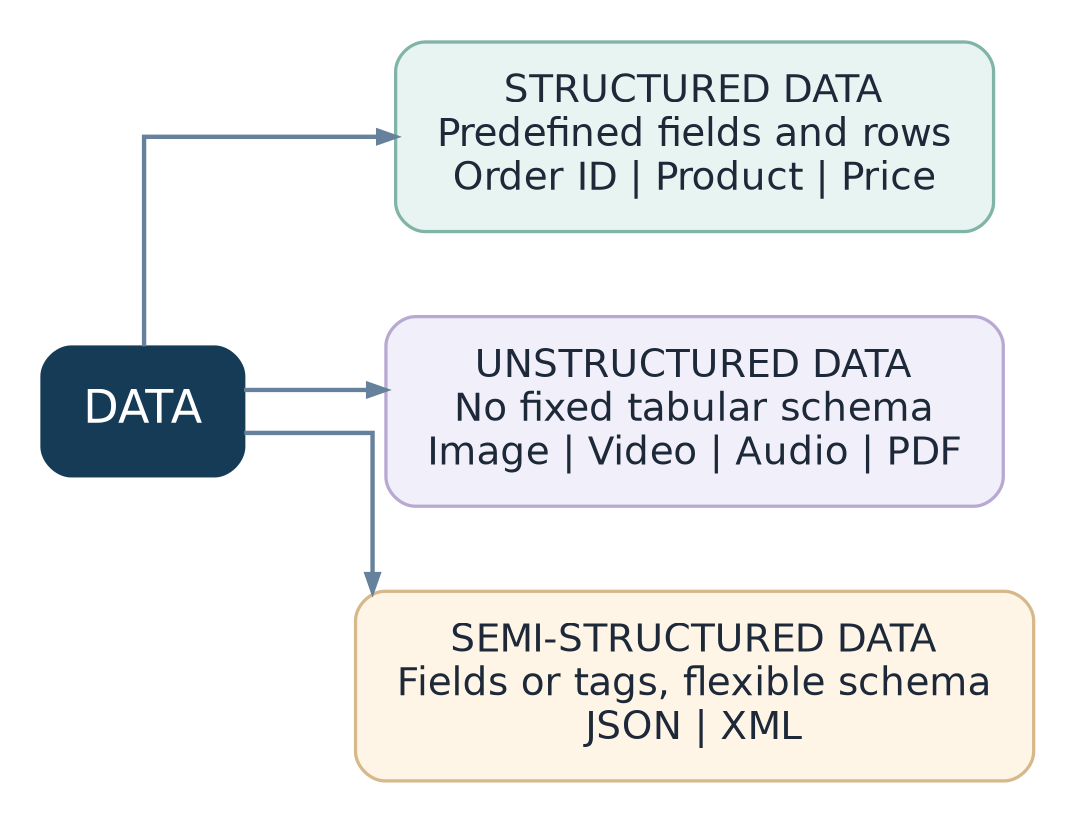 STRUCTURED DATA
Predefined fields and rows
Order ID | Product | Price
DATA
UNSTRUCTURED DATA
No fixed tabular schema
Image | Video | Audio | PDF
SEMI-STRUCTURED DATA
Fields or tags, flexible schema
JSON | XML